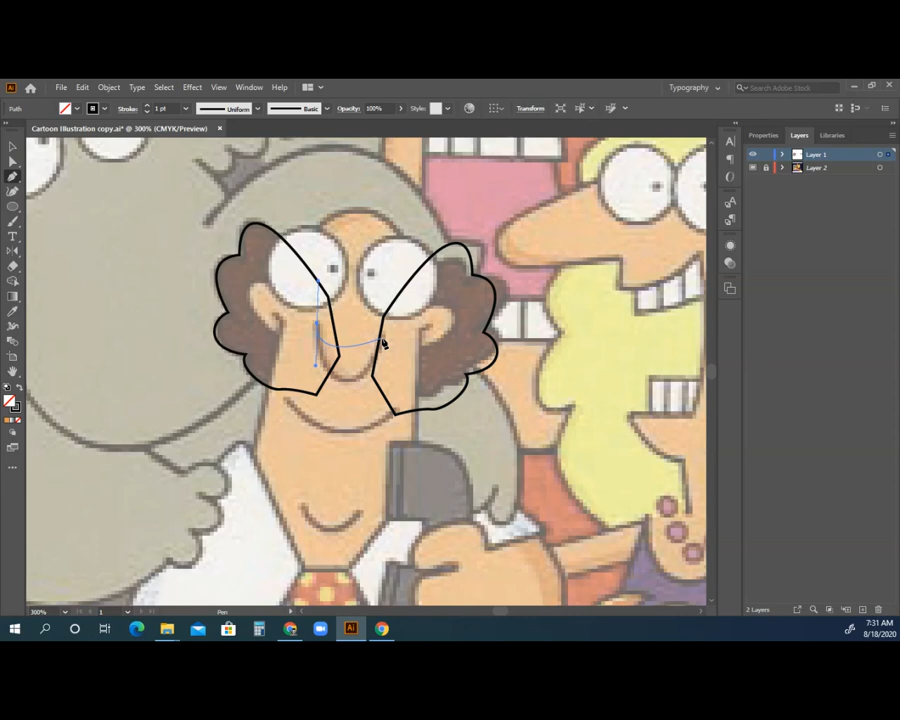 Ai File Edit Object Type Select Effect View Window Help Typography Search Adobe Stock
Path Stroke: 1 pt Uniform Basic Opacity: 100% Style: Transform
Cartoon Illustration copy.ai* @ 300% (CMYK/Preview) ×
Properties Layers Libraries
Layer 1
Layer 2
300% 1 Pen 2 Layers
Ai
7:31 AM
8/18/2020